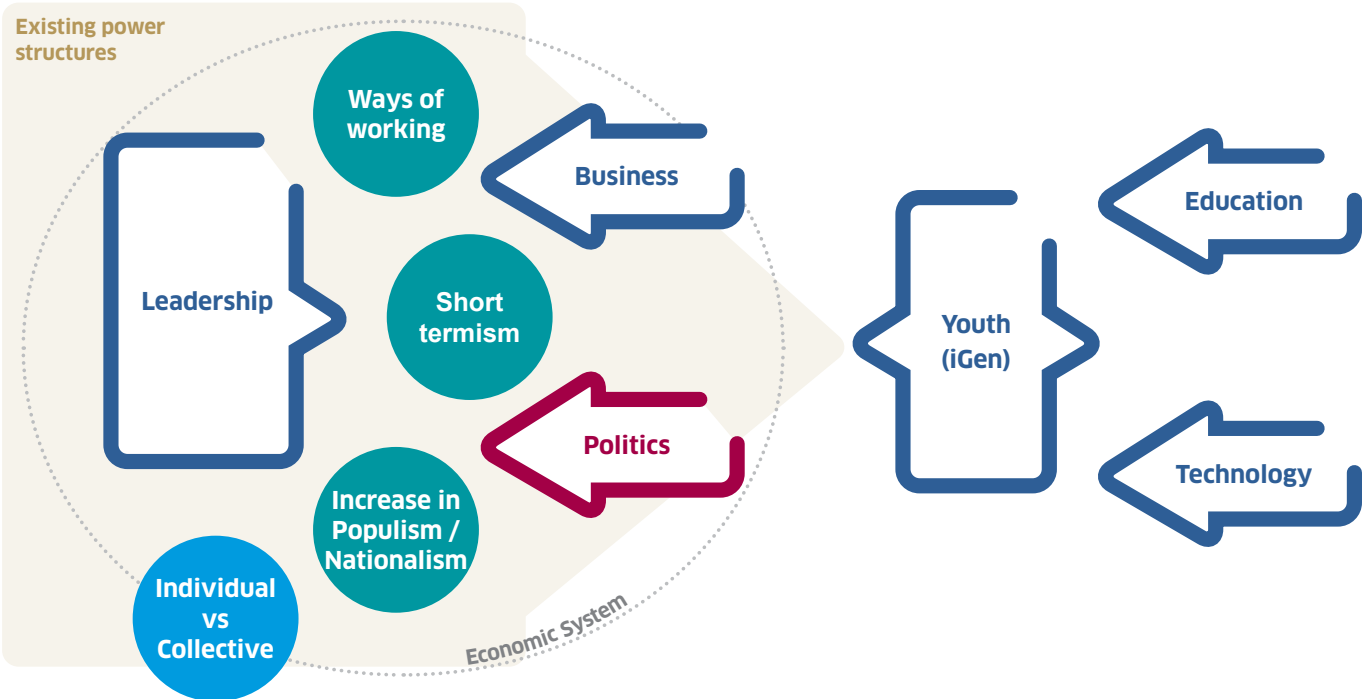 Existing power
structures
Ways of
working
Business
Education
Leadership
Short
termism
Youth
(iGen)
Politics
Technology
Increase in
Populism /
Nationalism
Individual
vs
Collective
Economic System